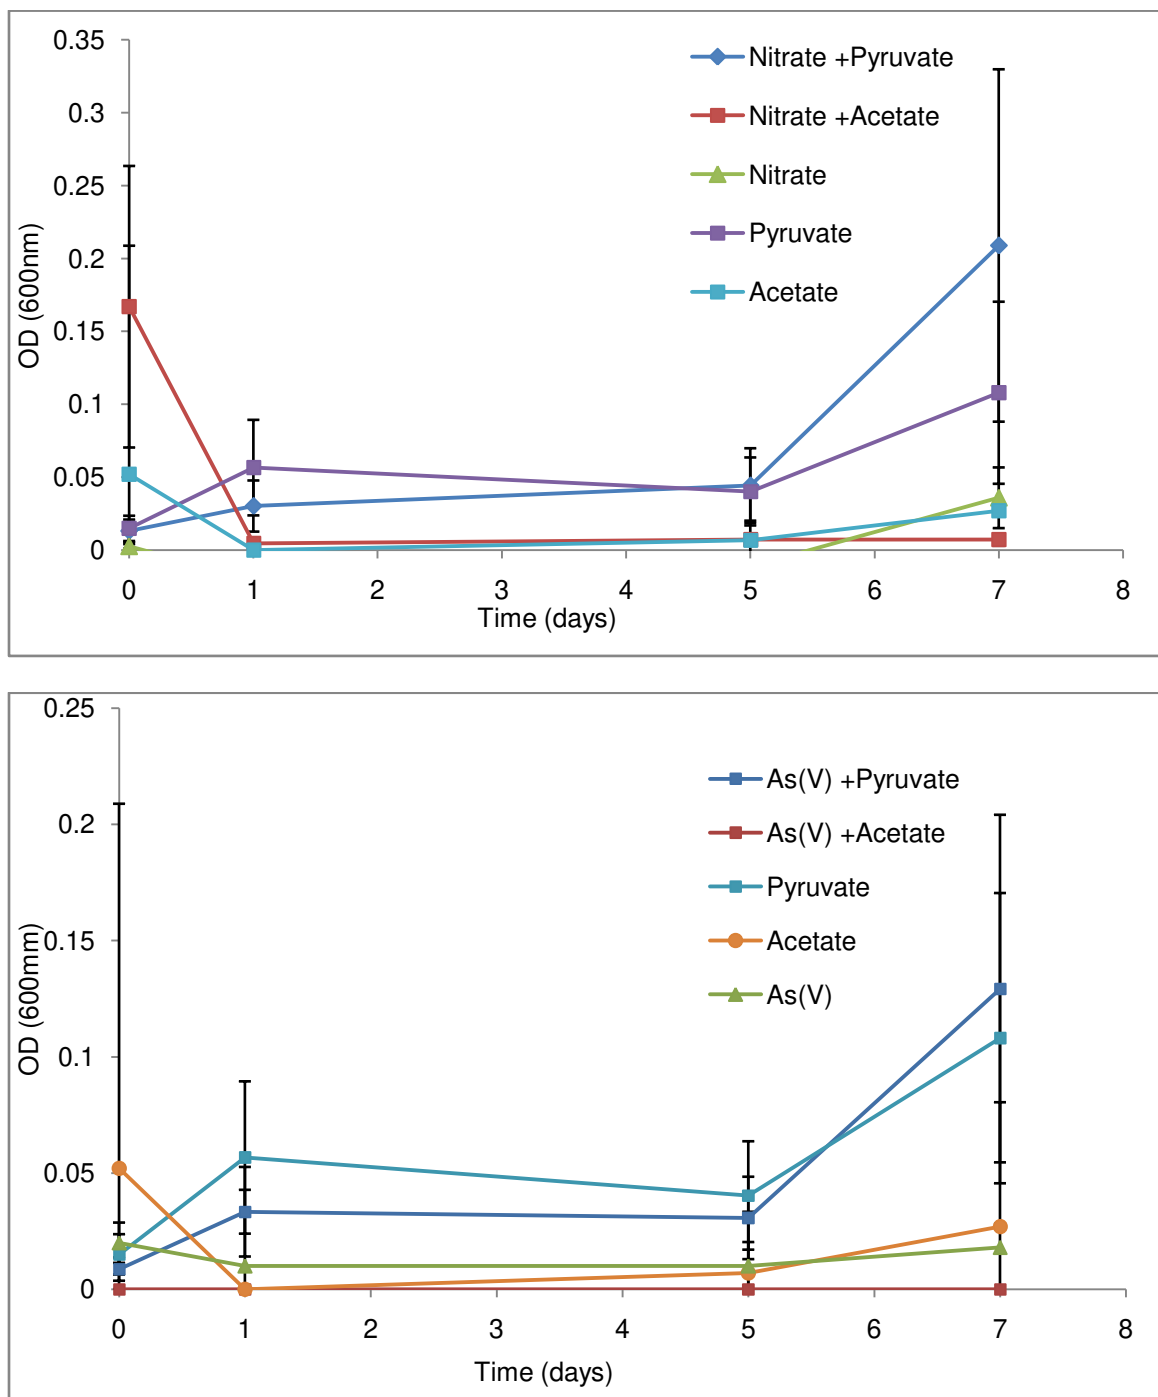 0.35
0.3
0.25
0.2
0.15
0.1
0.05
0
OD (600nm)
Nitrate +Pyruvate
Nitrate +Acetate
Nitrate
Pyruvate
Acetate
0 1 2 3 4 5 6 7 8
Time (days)
0.25
0.2
0.15
0.1
0.05
0
OD (600mm)
As(V) +Pyruvate
As(V) +Acetate
Pyruvate
Acetate
As(V)
0 1 2 3 4 5 6 7 8
Time (days)